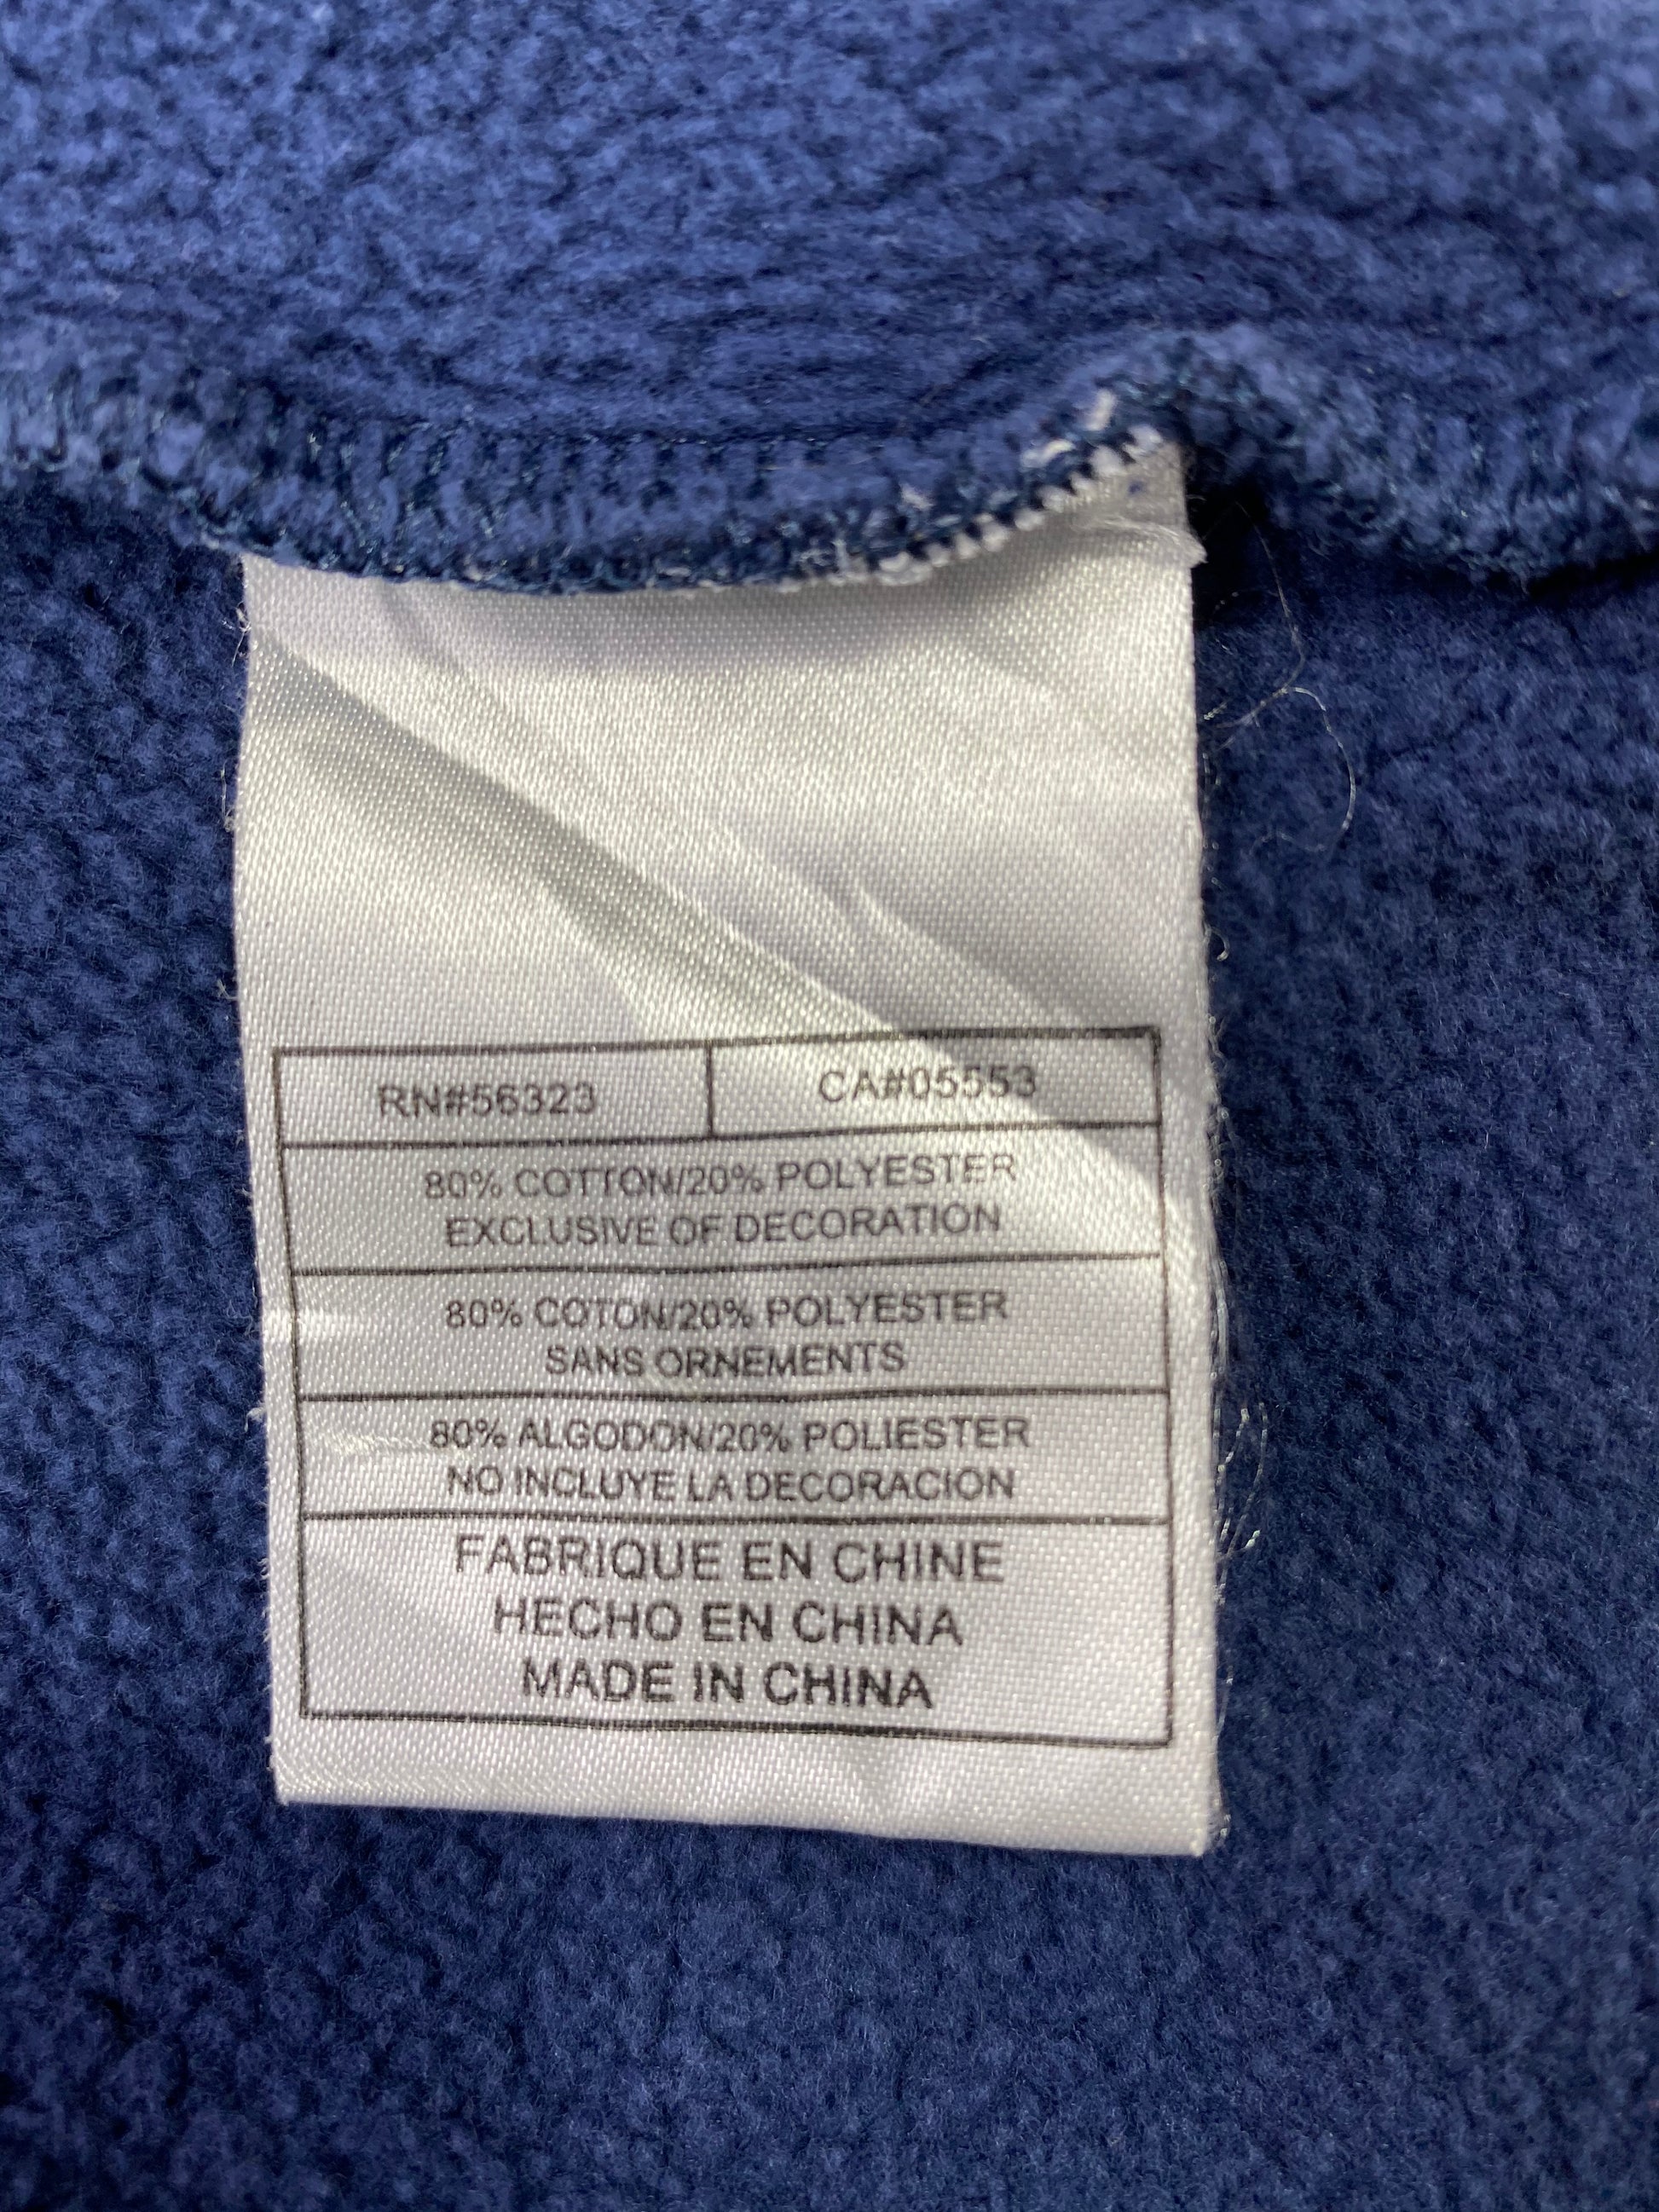 RN#56323 CA#05553
80% COTTON/20% POLYESTER
EXCLUSIVE OF DECORATION
80% COTON/20% POLYESTER
SANS ORNEMENTS
80% ALGODON/20% POLIESTER
NO INCLUYE LA DECORACION
FABRIQUE EN CHINE
HECHO EN CHINA
MADE IN CHINA